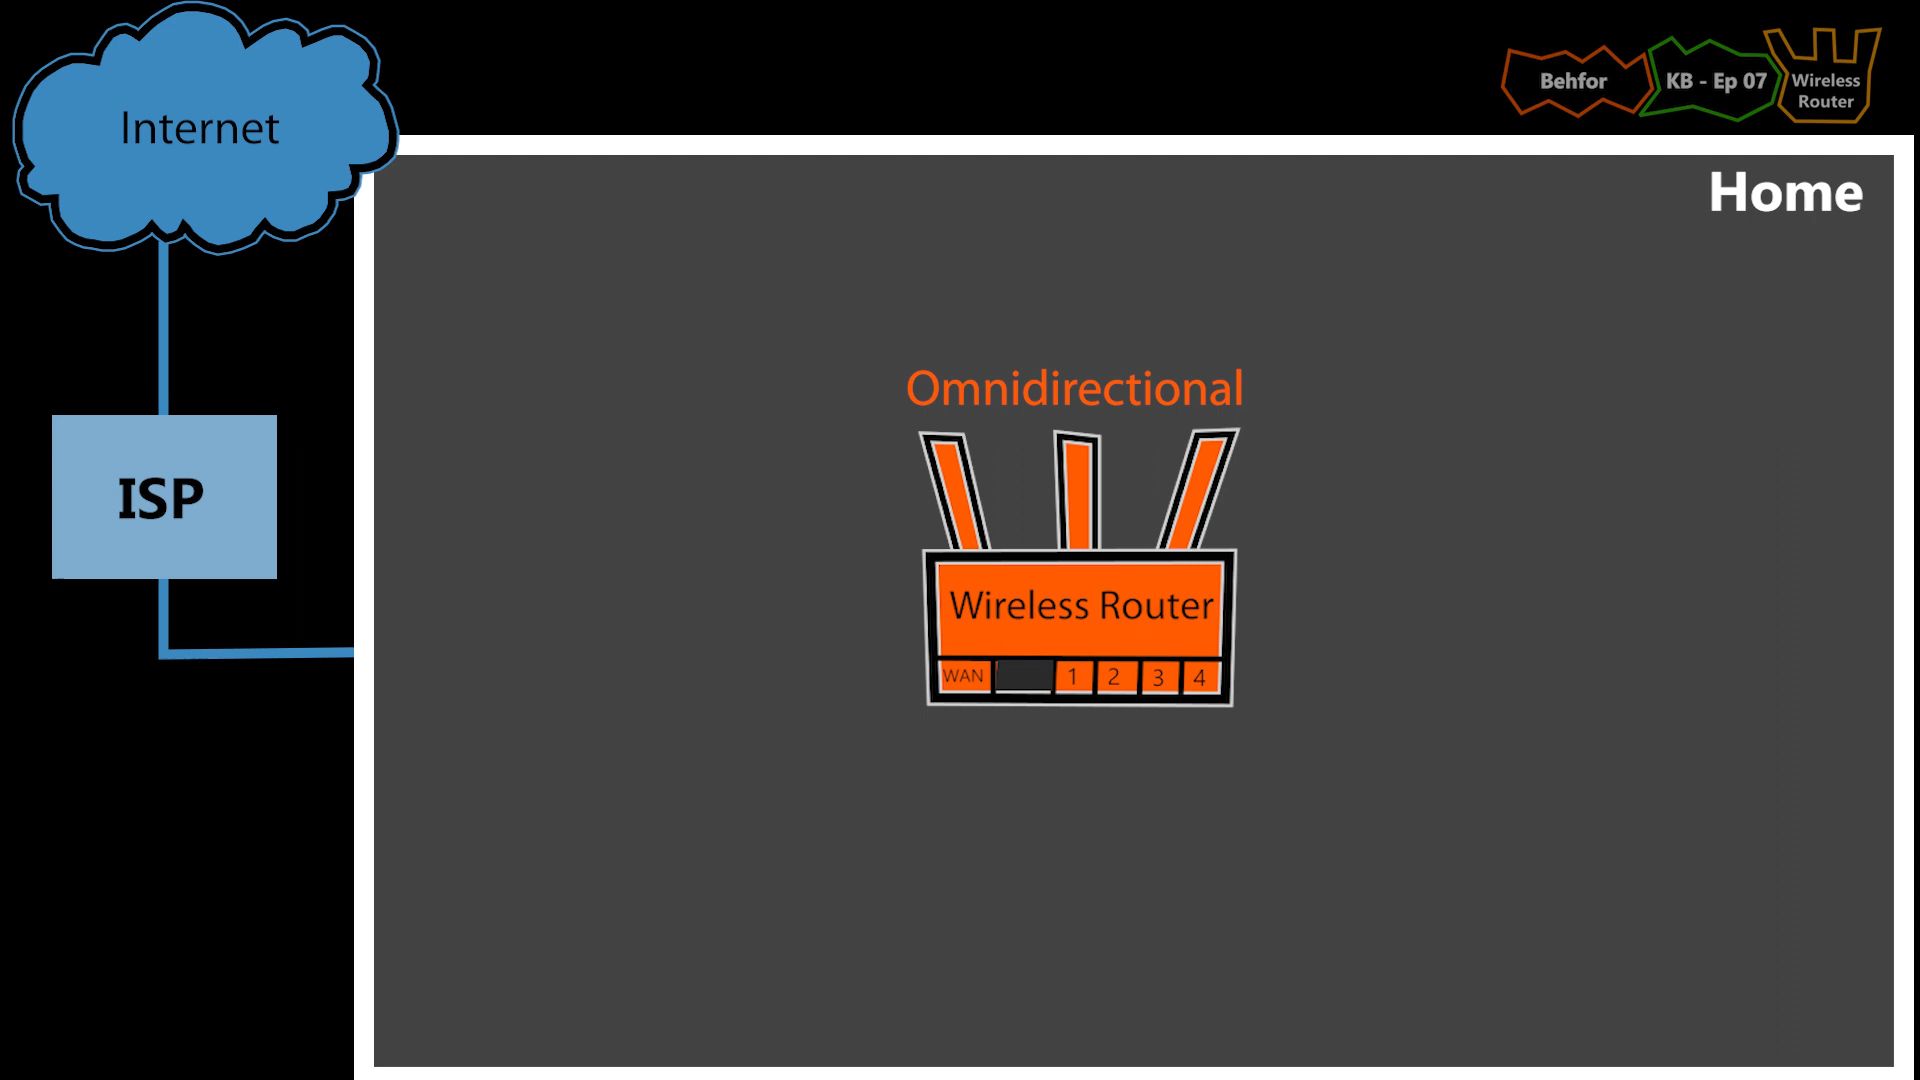 Internet
Behfor
KB - Ep 07
Wireless
Router
Home
Omnidirectional
ISP
Wireless Router
WAN
1
2
3
4